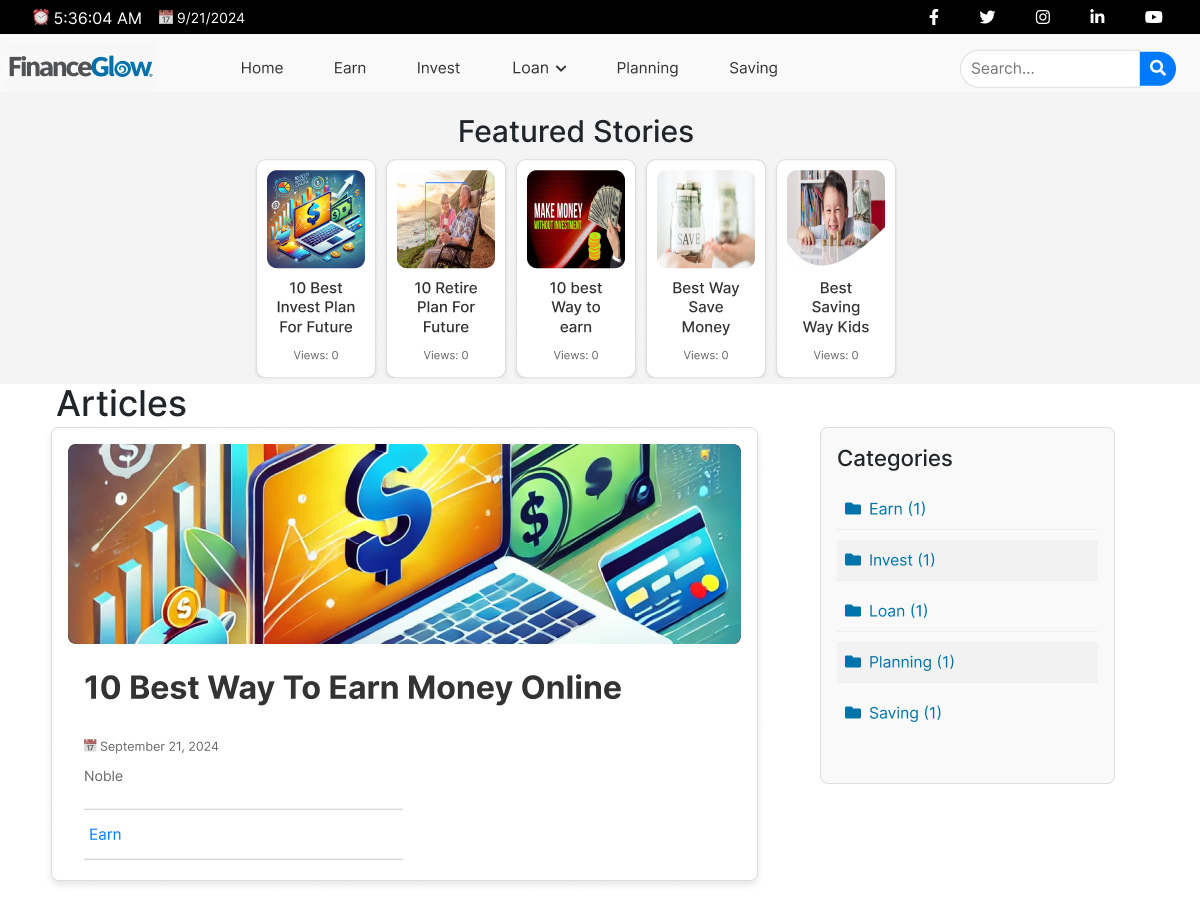 5:36:04 AM 9/21/2024
FinanceGlow.
Home Earn Invest Loan Planning Saving
Search...
Featured Stories
MAKE MONEY
WITHOUT INVESTMENT
SAVE
10 Best
Invest Plan
For Future
Views: 0
10 Retire
Plan For
Future
Views: 0
10 best
Way to
earn
Views: 0
Best Way
Save
Money
Views: 0
Best
Saving
Way Kids
Views: 0
Articles
10 Best Way To Earn Money Online
September 21, 2024
Noble
Earn
Categories
Earn (1)
Invest (1)
Loan (1)
Planning (1)
Saving (1)